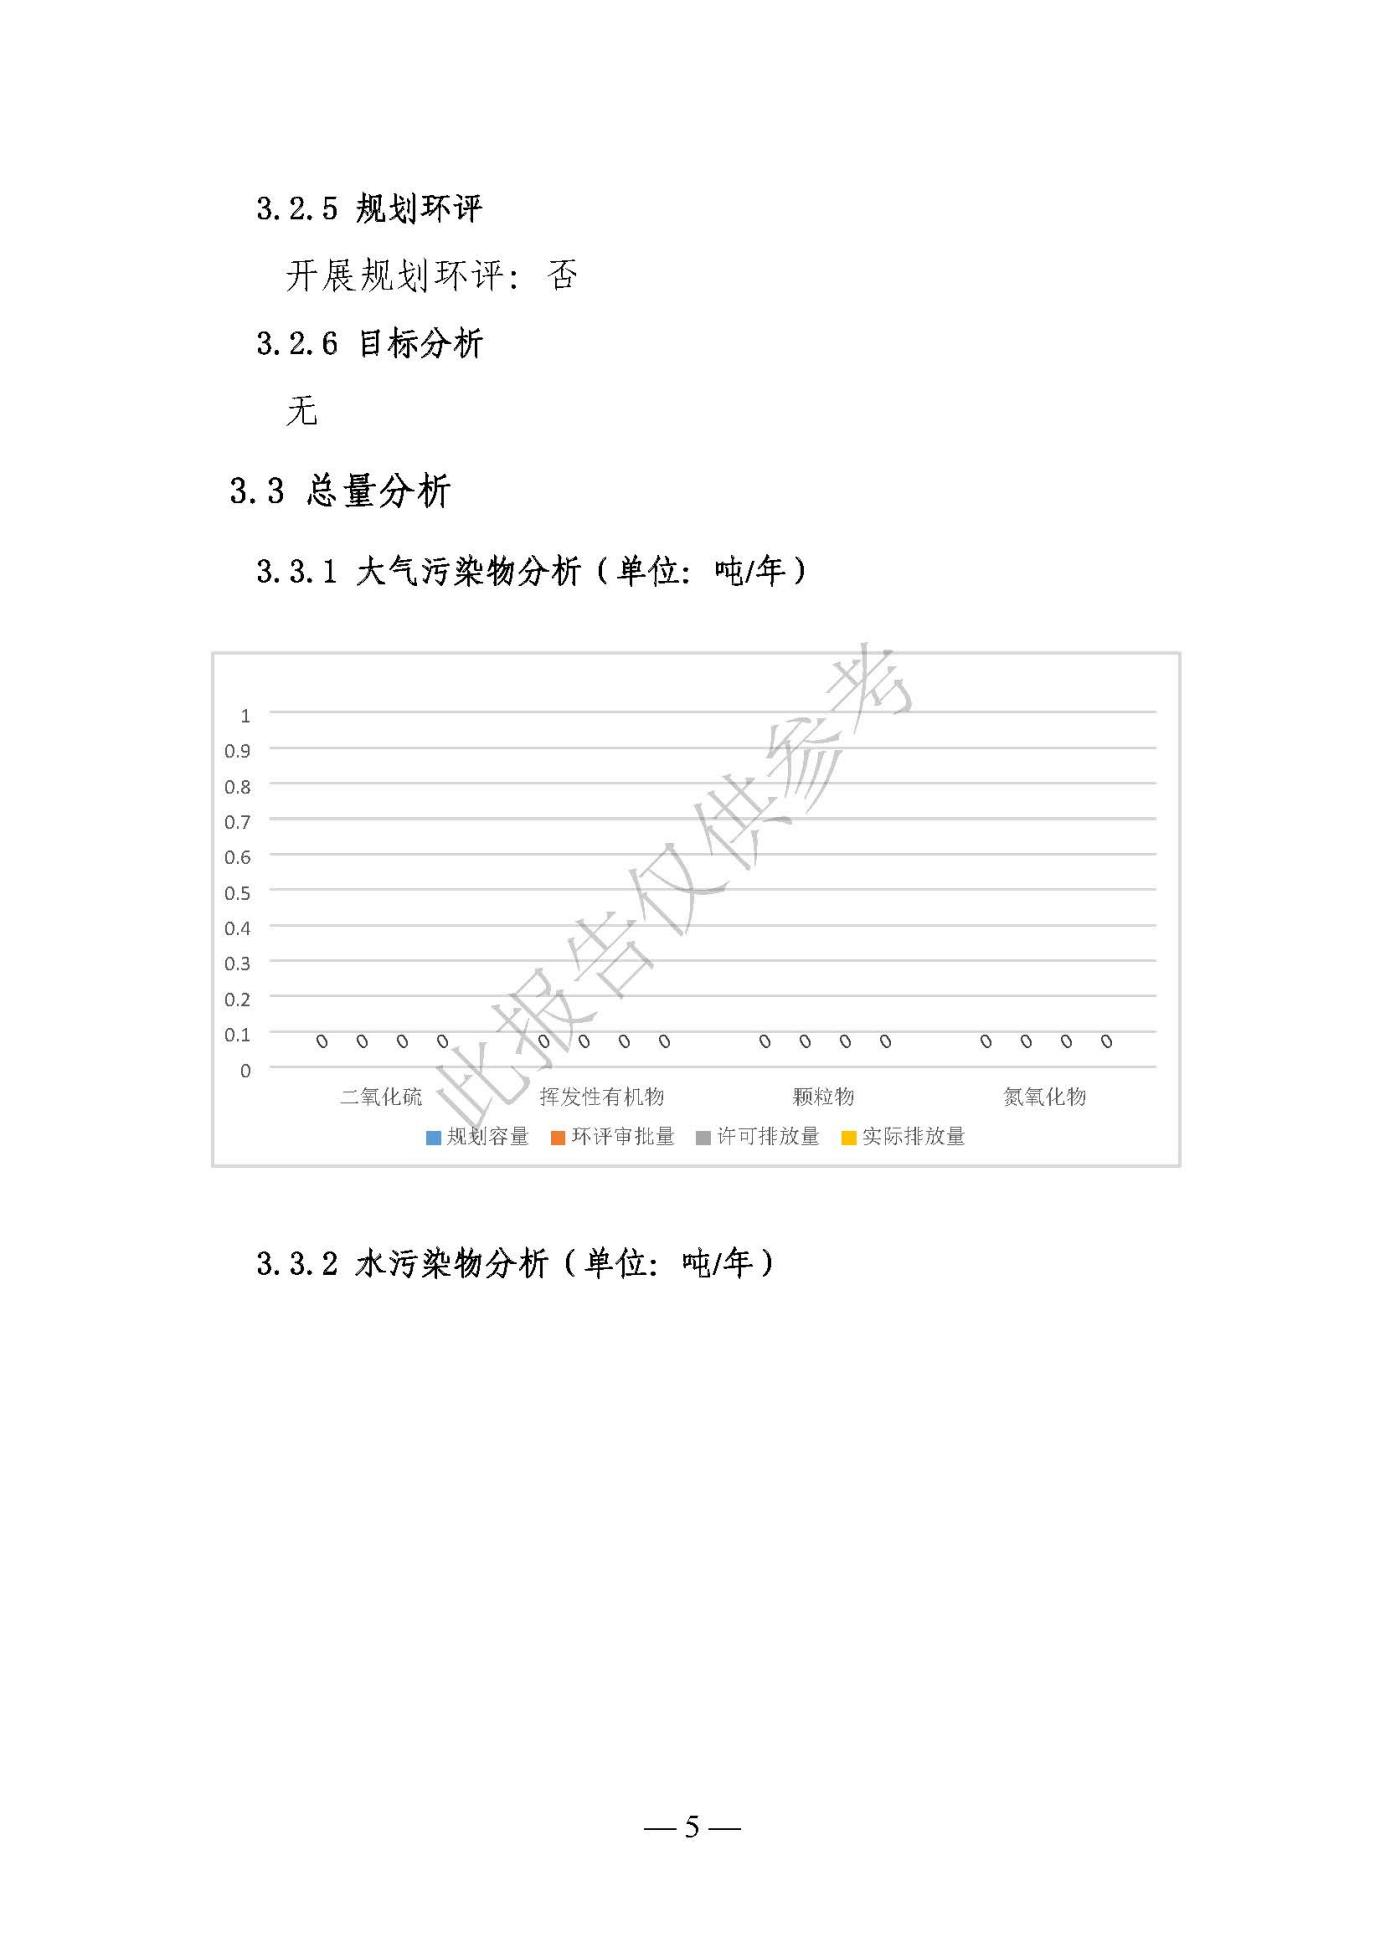 3.2.5 规划环评
开展规划环评：否
3.2.6 目标分析
无
3.3 总量分析
3.3.1 大气污染物分析（单位：吨/年）
1
0.9
0.8
0.7
0.6
0.5
0.4
0.3
0.2
0.1
0
0 0 0 0 0 0 0 0 0 0 0 0 0 0 0 0
二氧化硫 挥发性有机物 颗粒物 氮氧化物
规划容量 环评审批量 许可排放量 实际排放量
此报告仅供参考
3.3.2 水污染物分析（单位：吨/年）
— 5 —